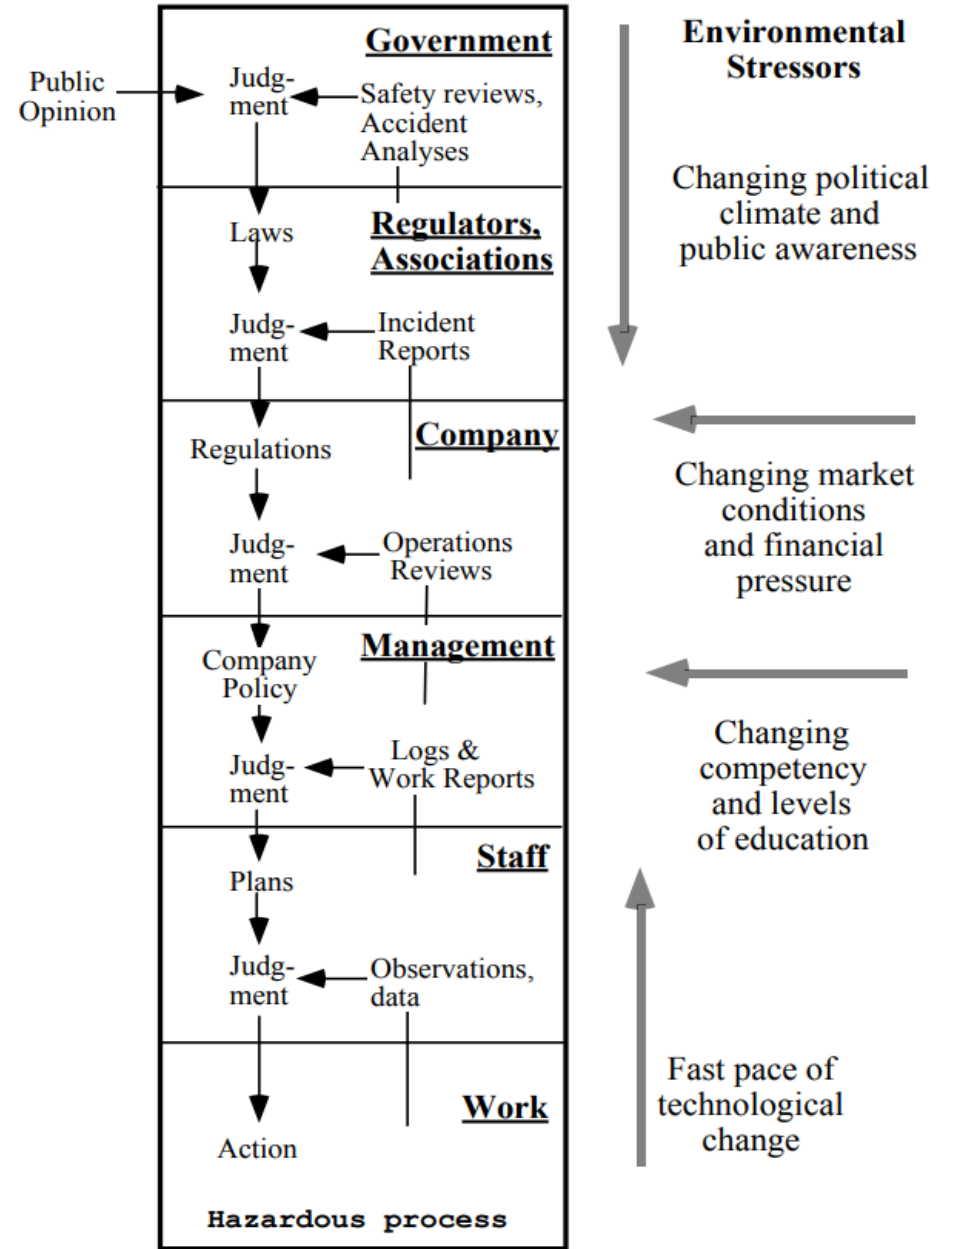 Government
Public
Opinion
Judg-
ment
Safety reviews,
Accident
Analyses
Laws
Regulators,
Associations
Judg-
ment
Incident
Reports
Regulations
Company
Judg-
ment
Operations
Reviews
Company
Policy
Management
Judg-
ment
Logs &
Work Reports
Plans
Staff
Judg-
ment
Observations,
data
Work
Action
Hazardous process
Environmental
Stressors
Changing political
climate and
public awareness
Changing market
conditions
and financial
pressure
Changing
competency
and levels
of education
Fast pace of
technological
change